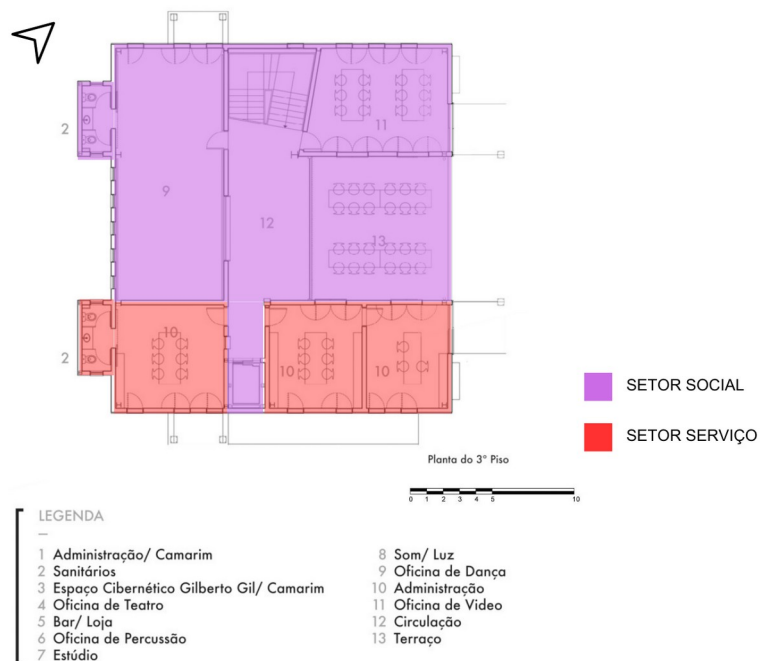 2
11
9
12
13
10
2
10
10
SETOR SOCIAL
SETOR SERVIÇO
Planta do 3° Piso
0 1 2 3 4 5 10
LEGENDA
—
1 Administração/ Camarim
2 Sanitários
3 Espaço Cibernético Gilberto Gil/ Camarim
4 Oficina de Teatro
5 Bar/ Loja
6 Oficina de Percussão
7 Estúdio
8 Som/ Luz
9 Oficina de Dança
10 Administração
11 Oficina de Video
12 Circulação
13 Terraço